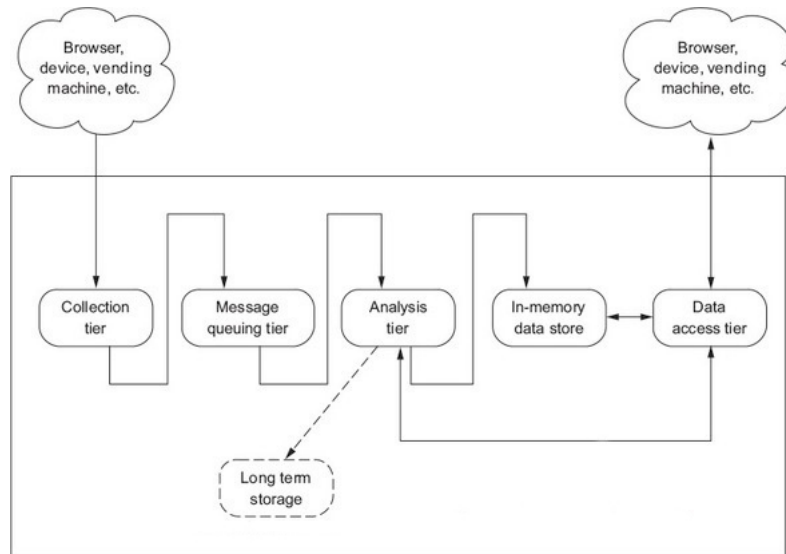 Browser,
device, vending
machine, etc.
Browser,
device, vending
machine, etc.
Collection
tier
Message
queuing tier
Analysis
tier
In-memory
data store
Data
access tier
Long term
storage